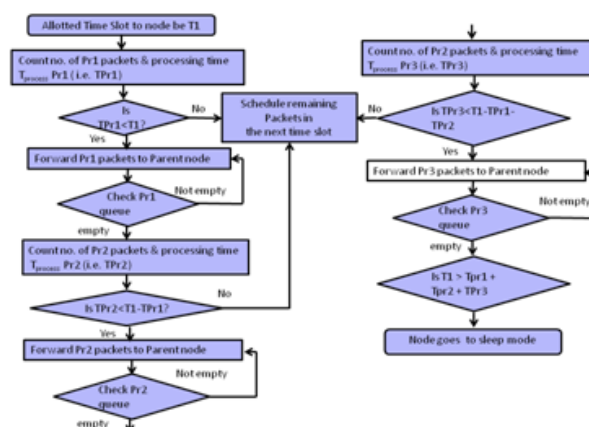 Allotted Time Slot to node be T1
Count no. of Pr1 packets & processing time
Tprocess Pr1 (i.e. TPr1)
Is
TPr1<T1?
No
Yes
Forward Pr1 packets to Parent node
Check Pr1
queue
Not empty
empty
Count no. of Pr2 packets & processing time
Tprocess Pr2 (i.e. TPr2)
Is TPr2<T1-TPr1?
No
Yes
Forward Pr2 packets to Parent node
Not empty
Check Pr2
queue
empty
Schedule remaining
Packets in
the next time slot
Count no. of Pr2 packets & processing time
Tprocess Pr3 (i.e. TPr3)
No
Is TPr3<T1-TPr1-
TPr2
Yes
Forward Pr3 packets to Parent node
Not empty
Check Pr3
queue
empty
Is T1 > Tpr1 +
Tpr2 + TPr3
Node goes to sleep mode